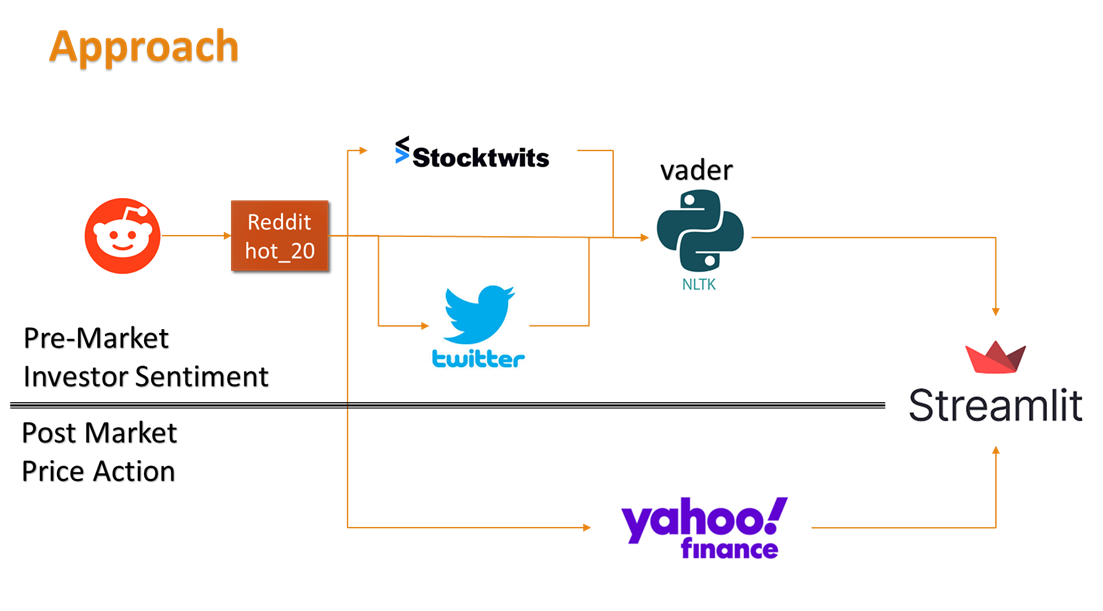 Approach
Stocktwits
vader
Reddit
hot_20
NLTK
twitter
Pre-Market
Investor Sentiment
Streamlit
Post Market
Price Action
yahoo!
finance